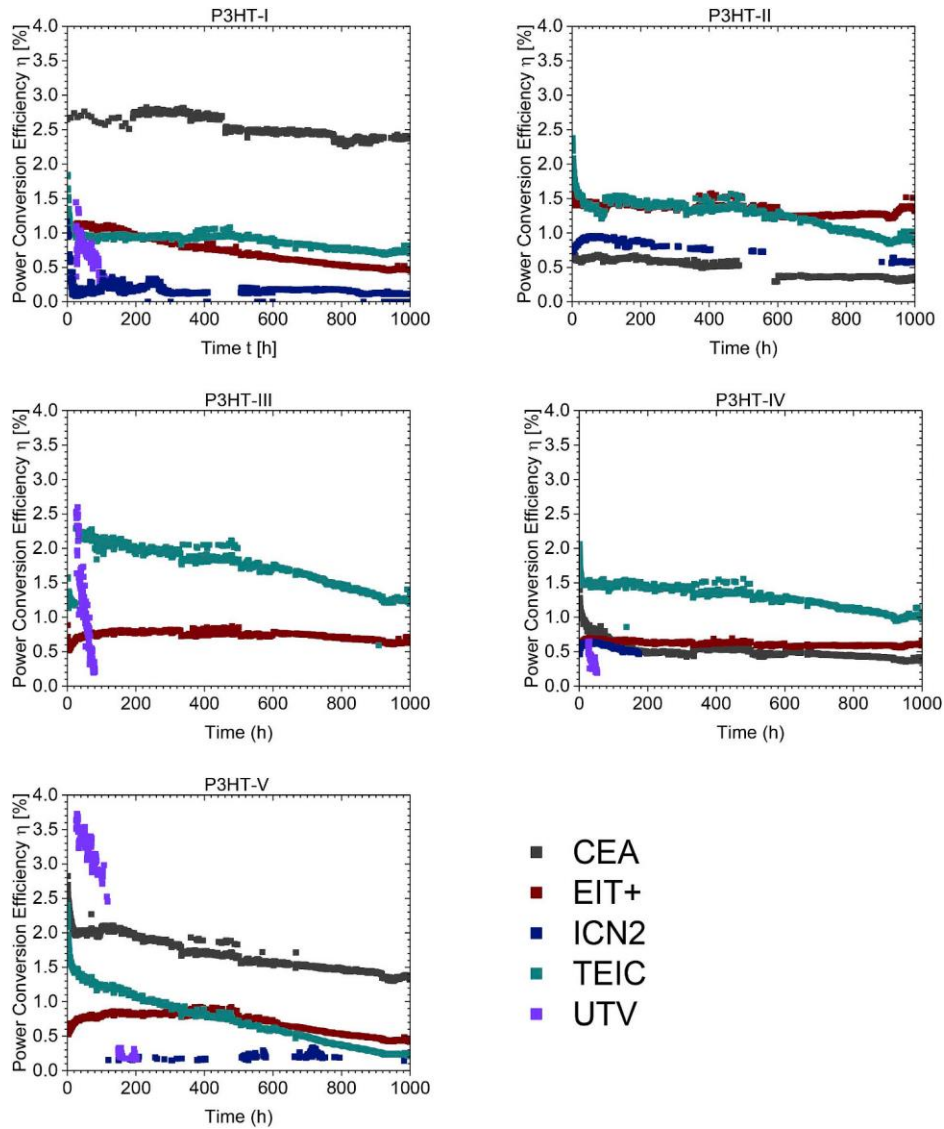 P3HT-I
Power Conversion Efficiency η [%]
4.0
3.5
3.0
2.5
2.0
1.5
1.0
0.5
0.0
0 200 400 600 800 1000
Time t [h]
P3HT-II
Power Conversion Efficiency η [%]
4.0
3.5
3.0
2.5
2.0
1.5
1.0
0.5
0.0
0 200 400 600 800 1000
Time (h)
P3HT-III
Power Conversion Efficiency η [%]
4.0
3.5
3.0
2.5
2.0
1.5
1.0
0.5
0.0
0 200 400 600 800 1000
Time (h)
P3HT-IV
Power Conversion Efficiency η [%]
4.0
3.5
3.0
2.5
2.0
1.5
1.0
0.5
0.0
0 200 400 600 800 1000
Time (h)
P3HT-V
Power Conversion Efficiency η [%]
4.0
3.5
3.0
2.5
2.0
1.5
1.0
0.5
0.0
0 200 400 600 800 1000
Time (h)
CEA
EIT+
ICN2
TEIC
UTV